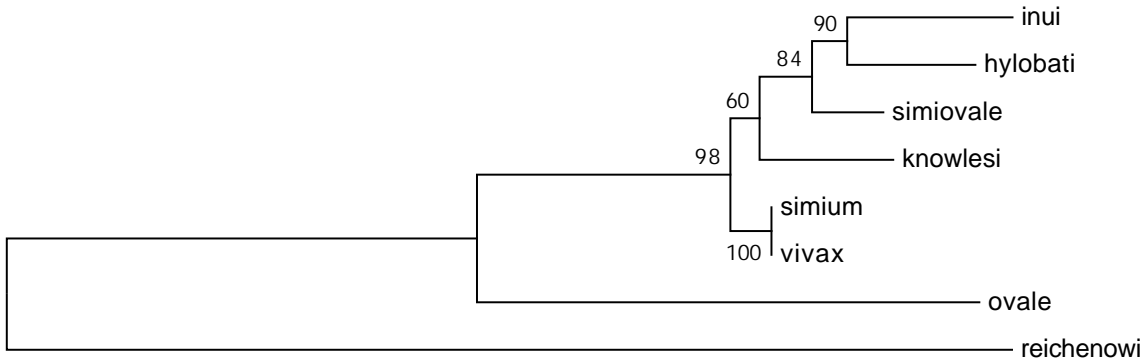 90
inui
hylobati
84
simiovale
60
knowlesi
98
simium
100
vivax
ovale
reichenowi